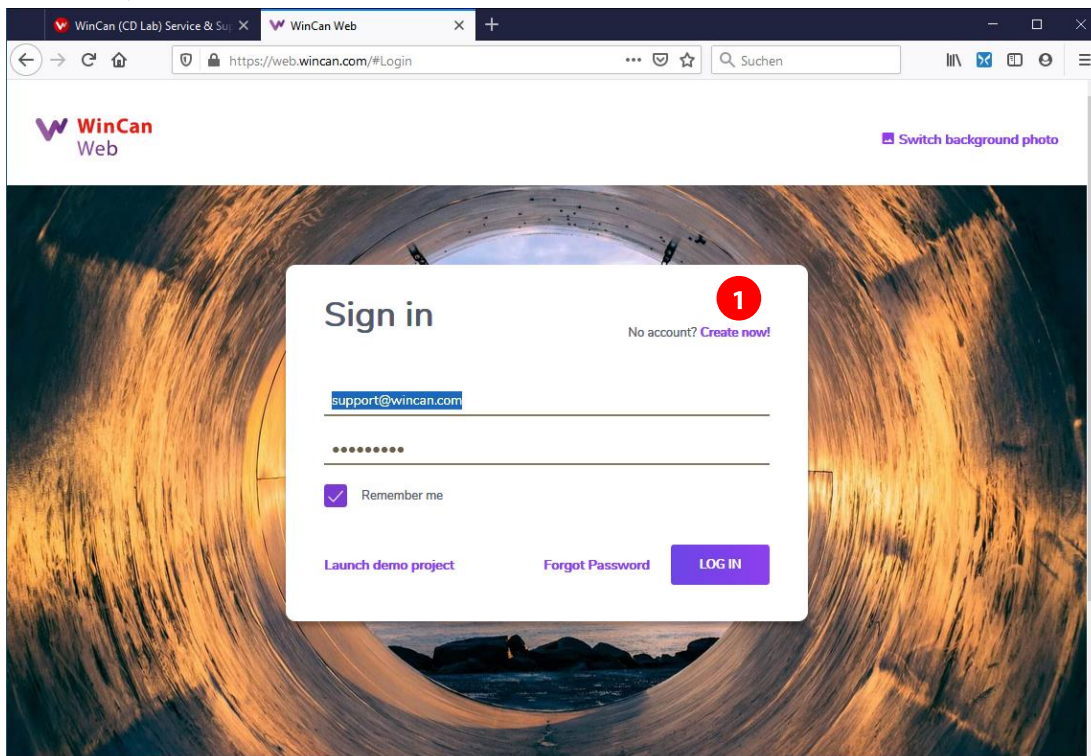 WinCan (CD Lab) Service & Su
WinCan Web
https://web.wincan.com/#Login
Suchen
WinCan
Web
Switch background photo
1
Sign in
No account? Create now!
support@wincan.com
Remember me
Launch demo project
Forgot Password
LOG IN